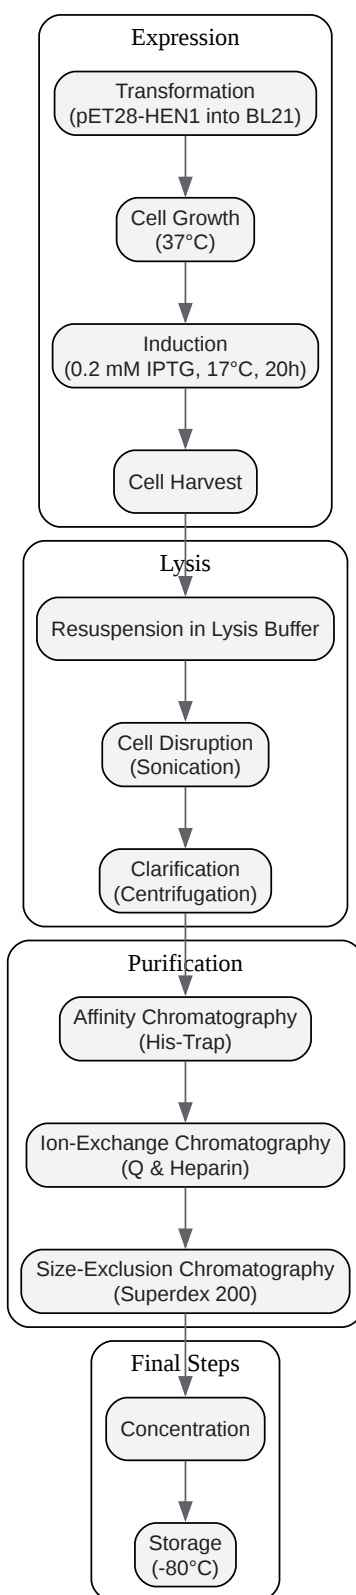 Expression
Transformation
(pET28-HEN1 into BL21)
Cell Growth
(37°C)
Induction
(0.2 mM IPTG, 17°C, 20h)
Cell Harvest
Lysis
Resuspension in Lysis Buffer
Cell Disruption
(Sonication)
Clarification
(Centrifugation)
Purification
Affinity Chromatography
(His-Trap)
Ion-Exchange Chromatography
(Q & Heparin)
Size-Exclusion Chromatography
(Superdex 200)
Final Steps
Concentration
Storage
(-80°C)